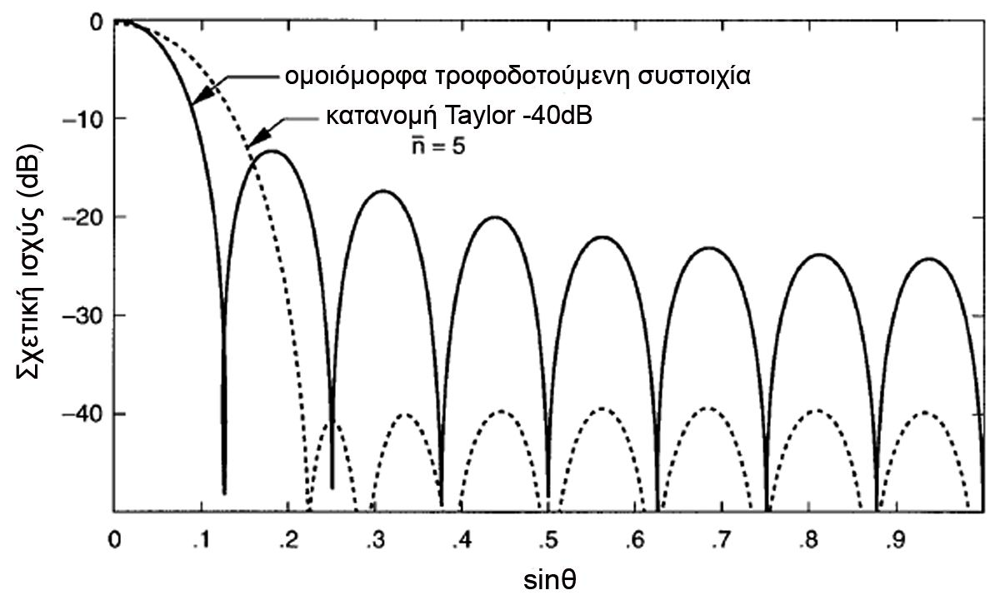 0
ομοιόμορφα τροφοδοτούμενη συστοιχία
κατανομή Taylor -40dB
n̄ = 5
−10
−20
−30
−40
Σχετική ισχύς (dB)
0 .1 .2 .3 .4 .5 .6 .7 .8 .9
sinθ